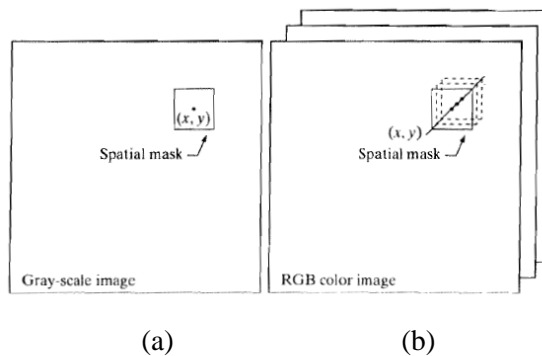 (x, y)
Spatial mask
Gray-scale image
(x, y)
Spatial mask
RGB color image
(a)
(b)